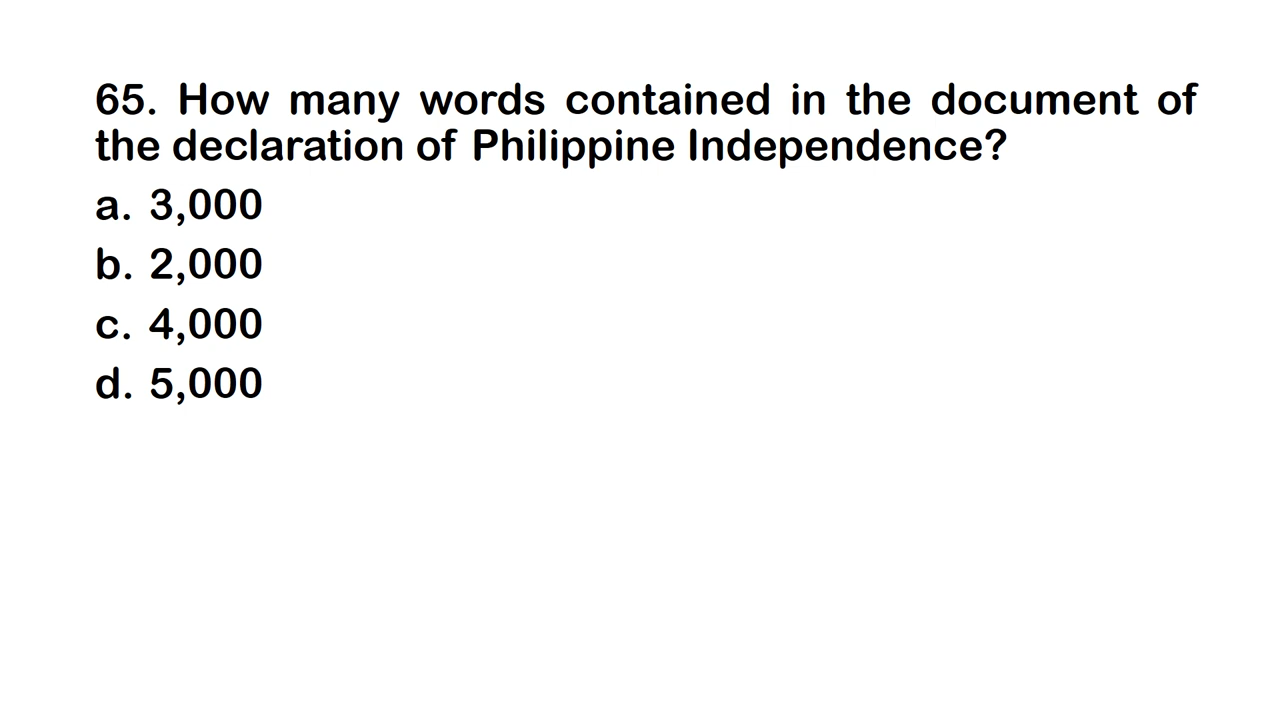 65. How many words contained in the document of
the declaration of Philippine Independence?
a. 3,000
b. 2,000
c. 4,000
d. 5,000